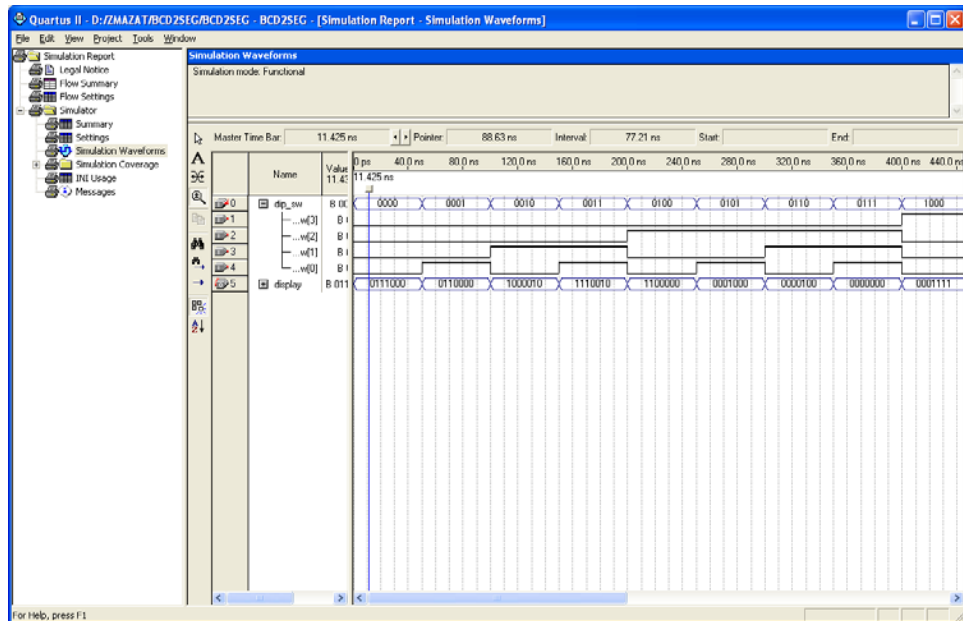 Quartus II - D:/ZMAZAT/BCD2SEG/BCD2SEG - BCD2SEG - [Simulation Report - Simulation Waveforms]
File Edit View Project Tools Window
Simulation Report
Legal Notice
Flow Summary
Flow Settings
Simulator
Summary
Settings
Simulation Waveforms
Simulation Coverage
INI Usage
Messages
Simulation Waveforms
Simulation mode: Functional
Master Time Bar: 11.425 ns Pointer: 88.63 ns Interval: 77.21 ns Start: End:
Name Value 11.43
0 ps 40.0 ns 80.0 ns 120.0 ns 160.0 ns 200.0 ns 240.0 ns 280.0 ns 320.0 ns 360.0 ns 400.0 ns 440.0 ns
11.425 ns
0 dip_sw B 00 0000 0001 0010 0011 0100 0101 0110 0111 1000
1 ...w[3] B
2 ...w[2] B
3 ...w[1] B
4 ...w[0] B
5 display B 011 0111000 0110000 1000010 1110010 1100000 0001000 0000100 0000000 0001111
For Help, press F1